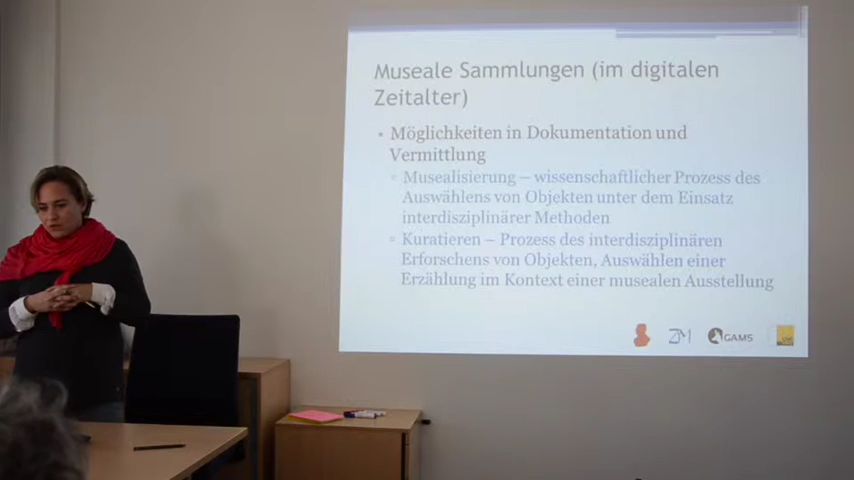 Museale Sammlungen (im digitalen
Zeitalter)
Möglichkeiten in Dokumentation und
Vermittlung
Musealisierung – wissenschaftlicher Prozess des
Auswählens von Objekten unter dem Einsatz
interdisziplinärer Methoden
Kuratieren – Prozess des interdisziplinären
Erforschens von Objekten, Auswählen einer
Erzählung im Kontext einer musealen Ausstellung
ZIM GAMS